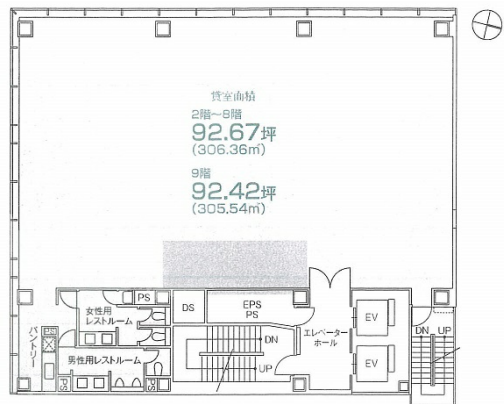 貸室面積
2階〜8階
92.67坪
(306.36㎡)
9階
92.42坪
(305.54㎡)
PS
女性用
レストルーム
DS
EPS
PS
EV
DN
エレベーター
ホール
DN UP
PS
パントリー
男性用レストルーム
EV
UP
PS
PS